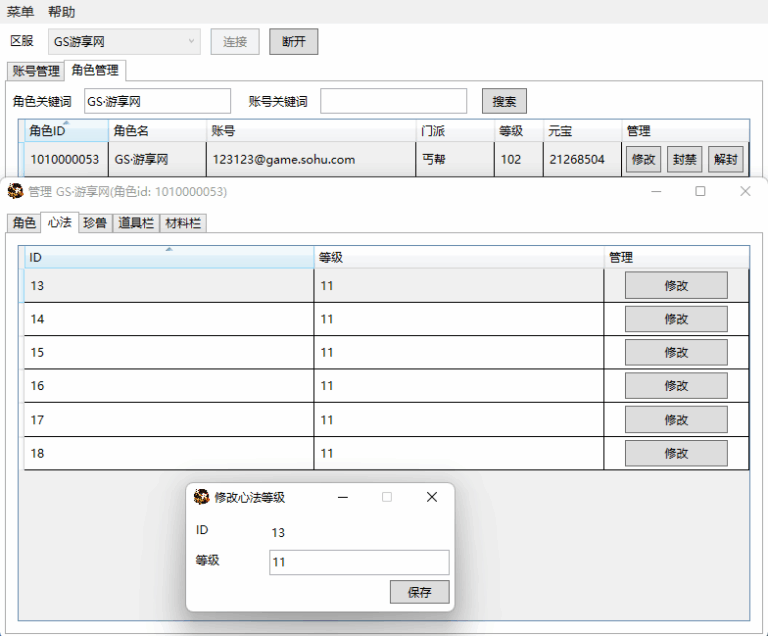 菜单 帮助
区服 GS游享网 连接 断开
账号管理 角色管理
角色关键词 GS·游享网 账号关键词 搜索
角色ID 角色名 账号 门派 等级 元宝 管理
1010000053 GS·游享网 123123@game.sohu.com 丐帮 102 21268504 修改 封禁 解封
管理 GS·游享网(角色id: 1010000053)
角色 心法 珍兽 道具栏 材料栏
ID 等级 管理
13 11 修改
14 11 修改
15 11 修改
16 11 修改
17 11 修改
18 11 修改
修改心法等级
ID 13
等级 11
保存